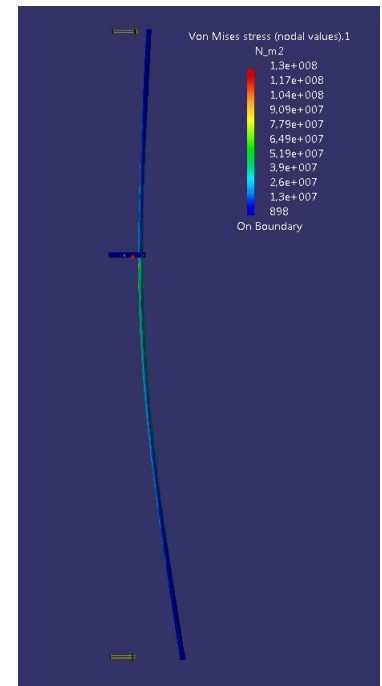 Von Mises stress (nodal values).1
N_m2
1,3e+008
1,17e+008
1,04e+008
9,09e+007
7,79e+007
6,49e+007
5,19e+007
3,9e+007
2,6e+007
1,3e+007
898
On Boundary